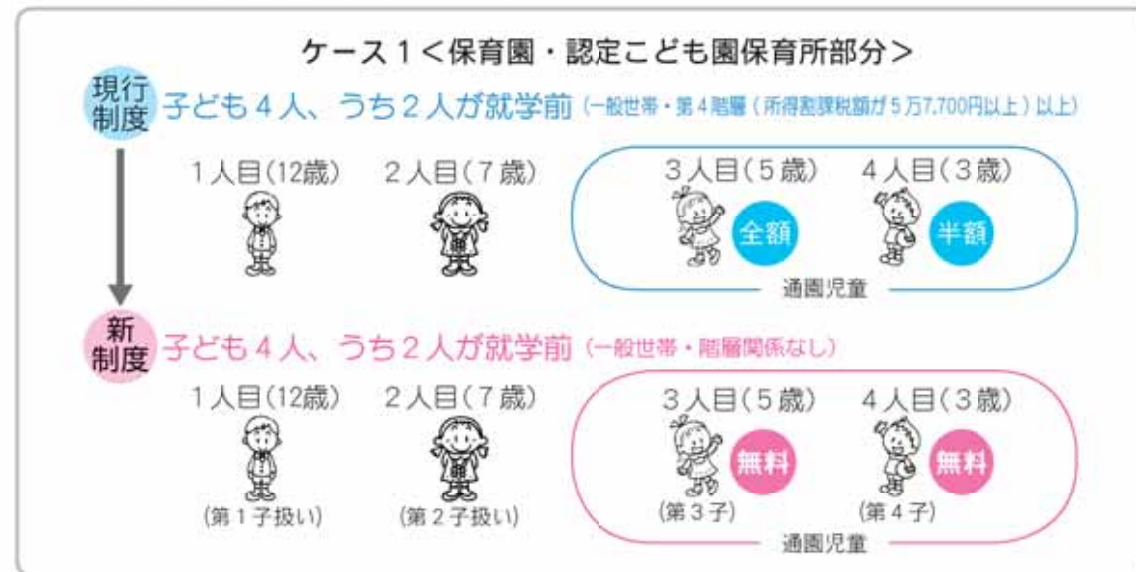 ケース1<保育園・認定こども園保育所部分>
現行制度
子ども4人、うち2人が就学前(一般世帯・第4階層(所得割課税額が5万7,700円以上)以上)
1人目(12歳) 2人目(7歳) 3人目(5歳) 4人目(3歳)
全額 半額
通園児童
新制度
子ども4人、うち2人が就学前(一般世帯・階層関係なし)
1人目(12歳) 2人目(7歳) 3人目(5歳) 4人目(3歳)
無料 無料
(第1子扱い) (第2子扱い) (第3子) (第4子)
通園児童